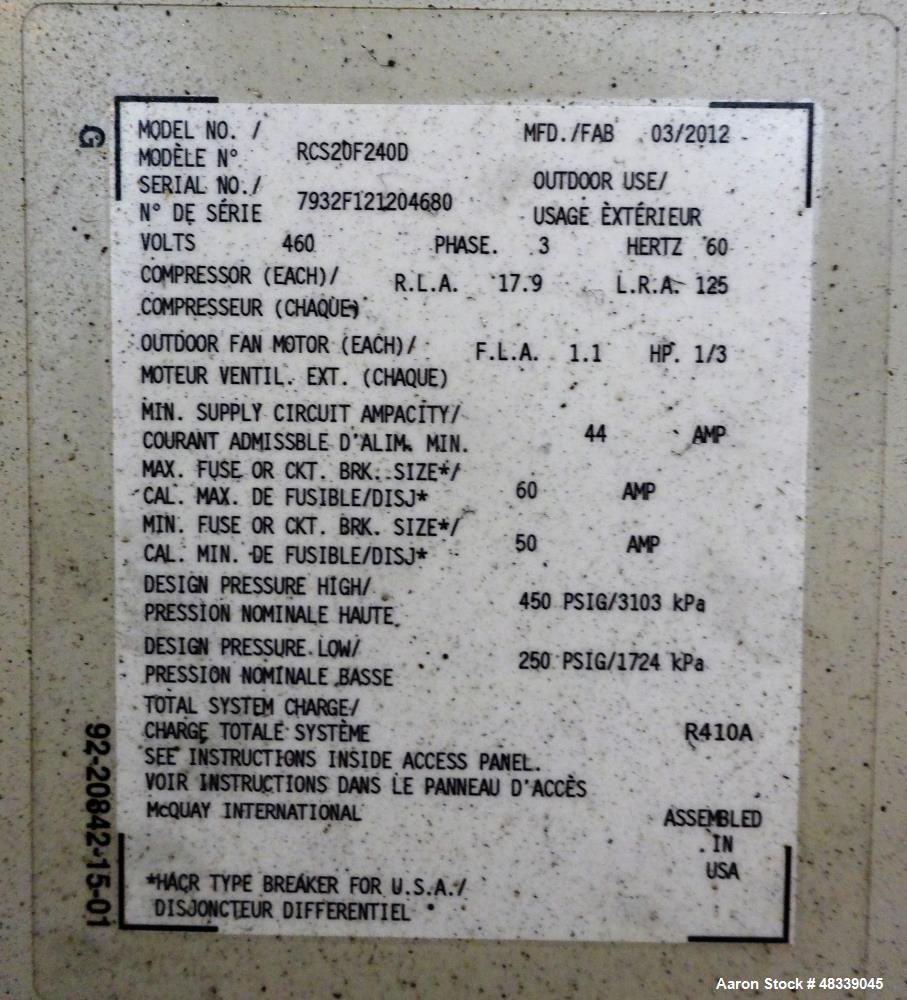 G
MODEL NO. / MFD./FAB 03/2012
MODÈLE N° RCS20F240D
SERIAL NO./ OUTDOOR USE/
N° DE SÉRIE 7932F121204680 USAGE ÈXTÉRIEUR
VOLTS 460 PHASE. 3 HERTZ 60
COMPRESSOR (EACH)/ R.L.A. 17.9 L.R.A. 125
COMPRESSEUR (CHAQUE)
OUTDOOR FAN MOTOR (EACH)/ F.L.A. 1.1 HP. 1/3
MOTEUR VENTIL. EXT. (CHAQUE)
MIN. SUPPLY CIRCUIT AMPACITY/ 44 AMP
COURANT ADMISSBLE D'ALIM. MIN.
MAX. FUSE OR CKT. BRK. SIZE*/
CAL. MAX. DE FUSIBLE/DISJ* 60 AMP
MIN. FUSE OR CKT. BRK. SIZE*/
CAL. MIN. DE FUSIBLE/DISJ* 50 AMP
DESIGN PRESSURE HIGH/ 450 PSIG/3103 kPa
PRESSION NOMINALE HAUTE
DESIGN PRESSURE LOW/ 250 PSIG/1724 kPa
PRESSION NOMINALE BASSE
TOTAL SYSTEM CHARGE/
CHARGE TOTALE SYSTÈME R410A
SEE INSTRUCTIONS INSIDE ACCESS PANEL.
VOIR INSTRUCTIONS DANS LE PANNEAU D'ACCÈS
McQUAY INTERNATIONAL
ASSEMBLED
IN
USA
*HACR TYPE BREAKER FOR U.S.A./
DISJONCTEUR DIFFERENTIEL
92-20842-15-01
Aaron Stock # 48339045